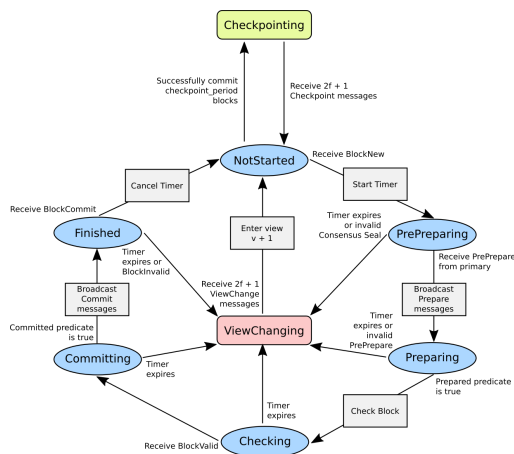 Checkpointing
Successfully commit
checkpoint_period
blocks
Receive 2f + 1
Checkpoint messages
NotStarted
Receive BlockNew
Cancel Timer
Start Timer
Receive BlockCommit
Enter view
v + 1
Timer expires
or invalid
Consensus Seal
Finished
PrePreparing
Timer
expires or
BlockInvalid
Receive PrePrepare
from primary
Broadcast
Commit
messages
Receive 2f + 1
ViewChange
messages
Broadcast
Prepare
messages
Committed predicate
is true
ViewChanging
Timer
expires or
invalid
PrePrepare
Committing
Timer
expires
Preparing
Prepared predicate
is true
Timer
expires
Check Block
Receive BlockValid
Checking